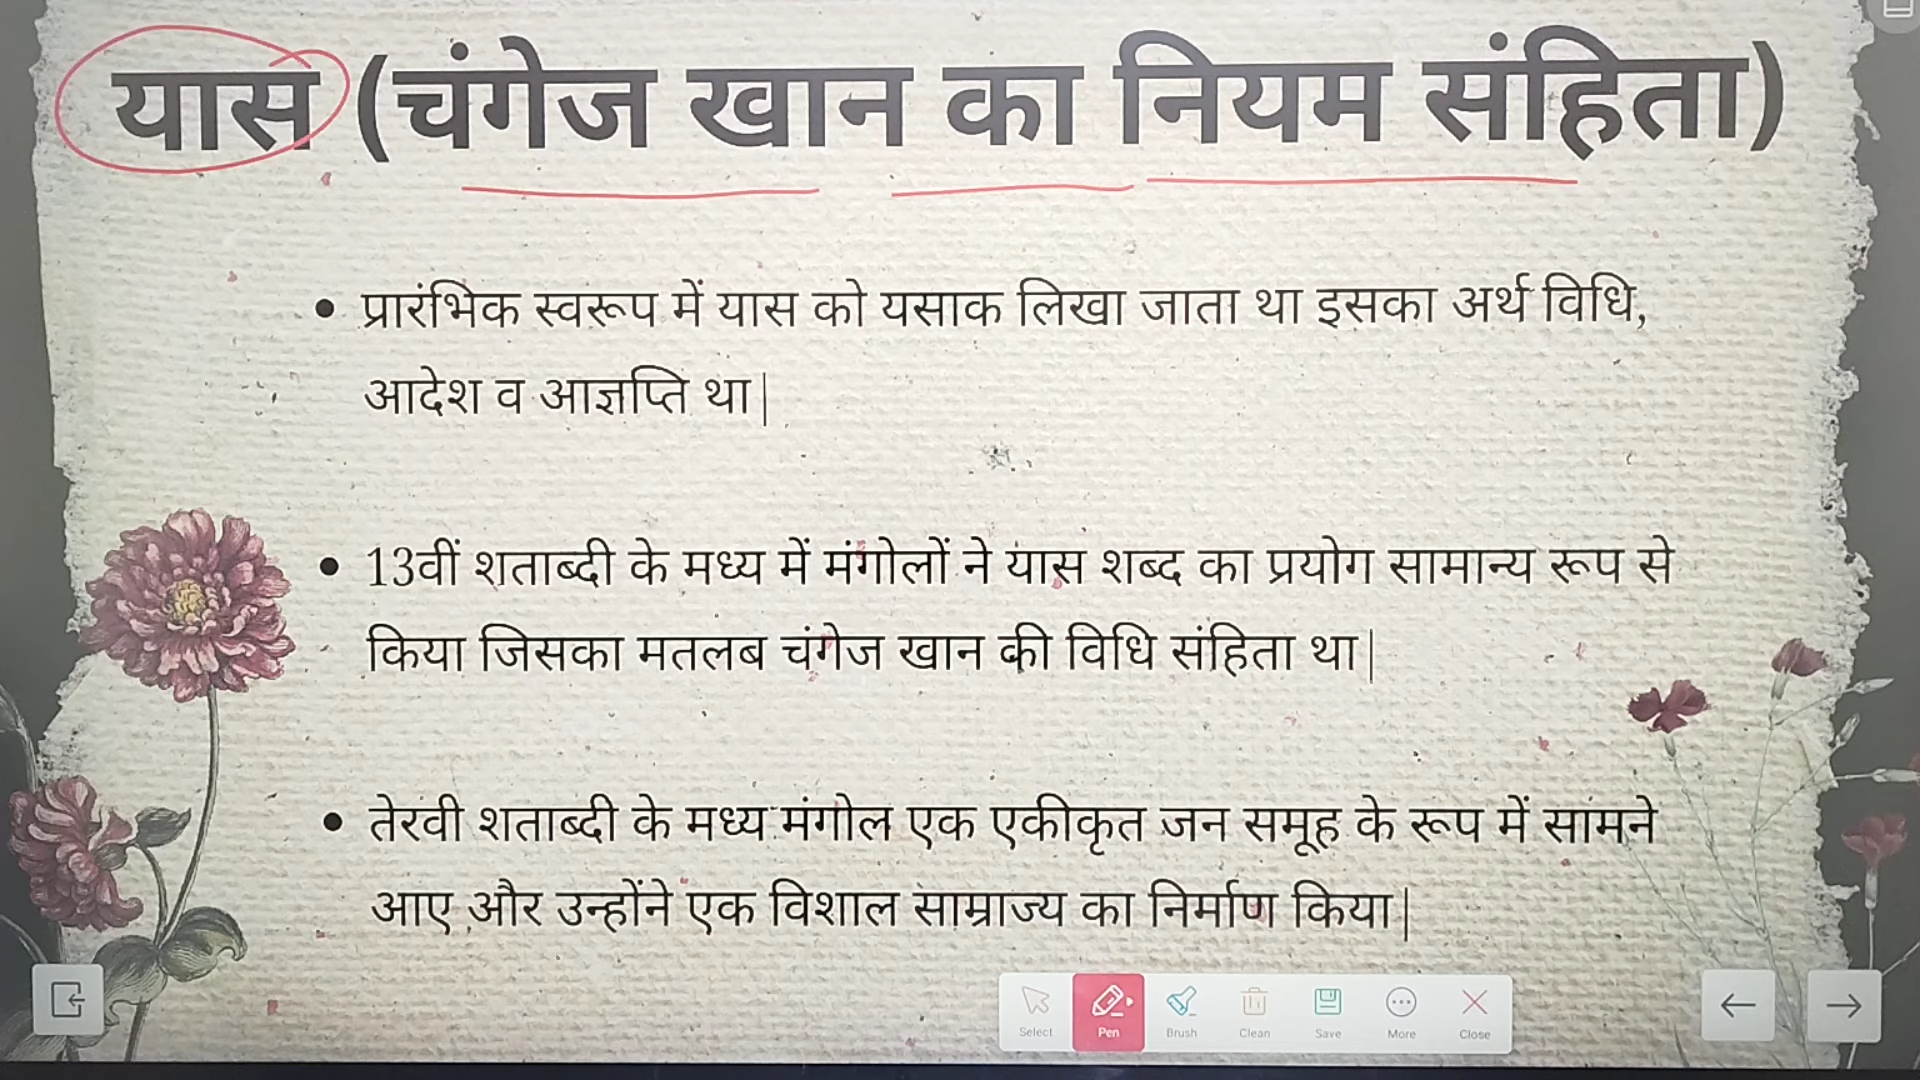 यास (चंगेज खान का नियम संहिता)
• प्रारंभिक स्वरूप में यास को यसाक लिखा जाता था इसका अर्थ विधि,
आदेश व आज्ञप्ति था|
• 13वीं शताब्दी के मध्य में मंगोलों ने यास शब्द का प्रयोग सामान्य रूप से
किया जिसका मतलब चंगेज खान की विधि संहिता था|
• तेरवी शताब्दी के मध्य मंगोल एक एकीकृत जन समूह के रूप में सामने
आए और उन्होंने एक विशाल साम्राज्य का निर्माण किया|
Select Pen Brush Clean Save More Close